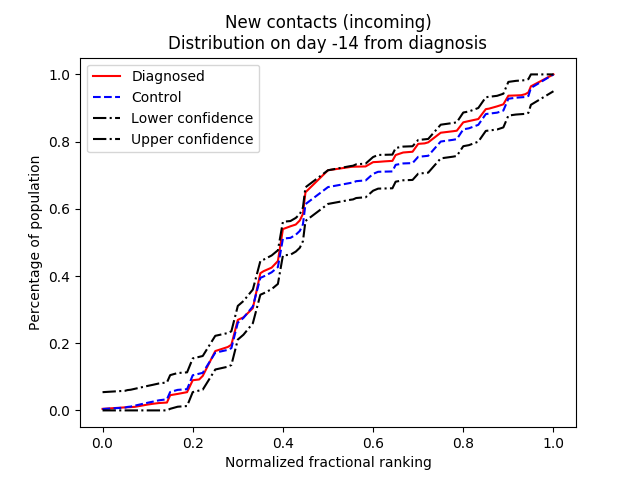 New contacts (incoming)
Distribution on day -14 from diagnosis
Diagnosed
Control
Lower confidence
Upper confidence
Percentage of population
1.0
0.8
0.6
0.4
0.2
0.0
0.0 0.2 0.4 0.6 0.8 1.0
Normalized fractional ranking